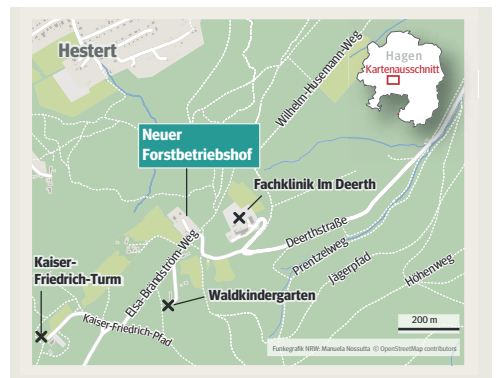 Hestert
Hagen
Kartenausschnitt
Wilhelm-Husemann-Weg
Neuer
Forstbetriebshof
Fachklinik Im Deerth
Deerthstraße
Elsa-Brandström-Weg
Prentzelweg
Jägerpfad
Höhenweg
Kaiser-
Friedrich-Turm
Waldkindergarten
Kaiser-Friedrich-Pfad
200 m
Funkegrafik NRW: Manuela Nossutta © OpenStreetMap contributors